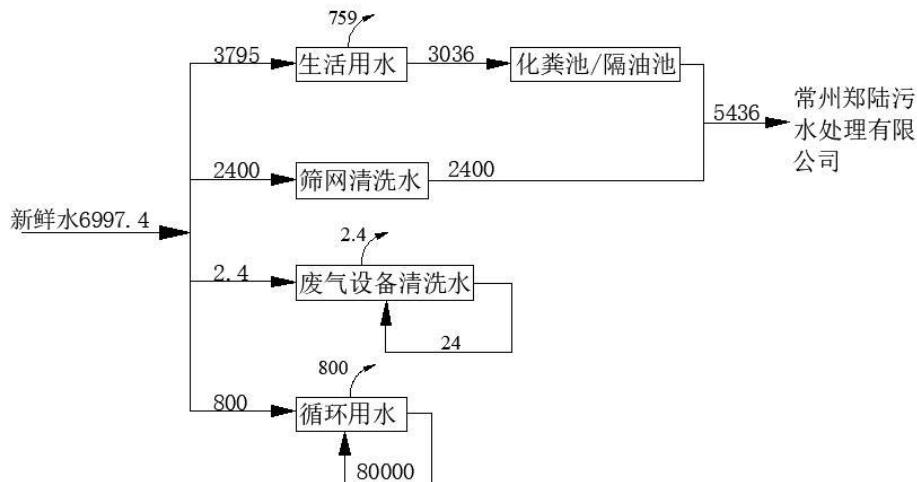 759
3795
生活用水
3036
化粪池/隔油池
5436
常州郑陆污
水处理有限
公司
2400
筛网清洗水
2400
新鲜水6997.4
2.4
2.4
废气设备清洗水
24
800
800
循环用水
80000